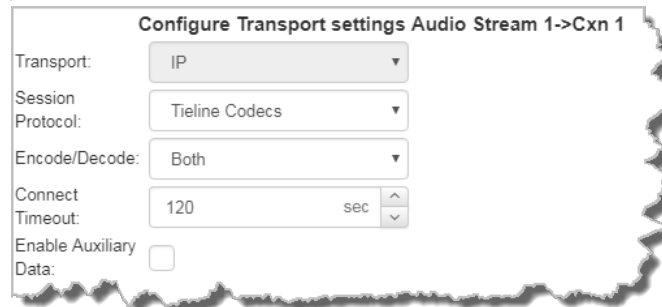 Configure Transport settings Audio Stream 1->Cxn 1
Transport: IP
Session
Protocol: Tieline Codecs
Encode/Decode: Both
Connect
Timeout: 120 sec
Enable Auxiliary
Data: